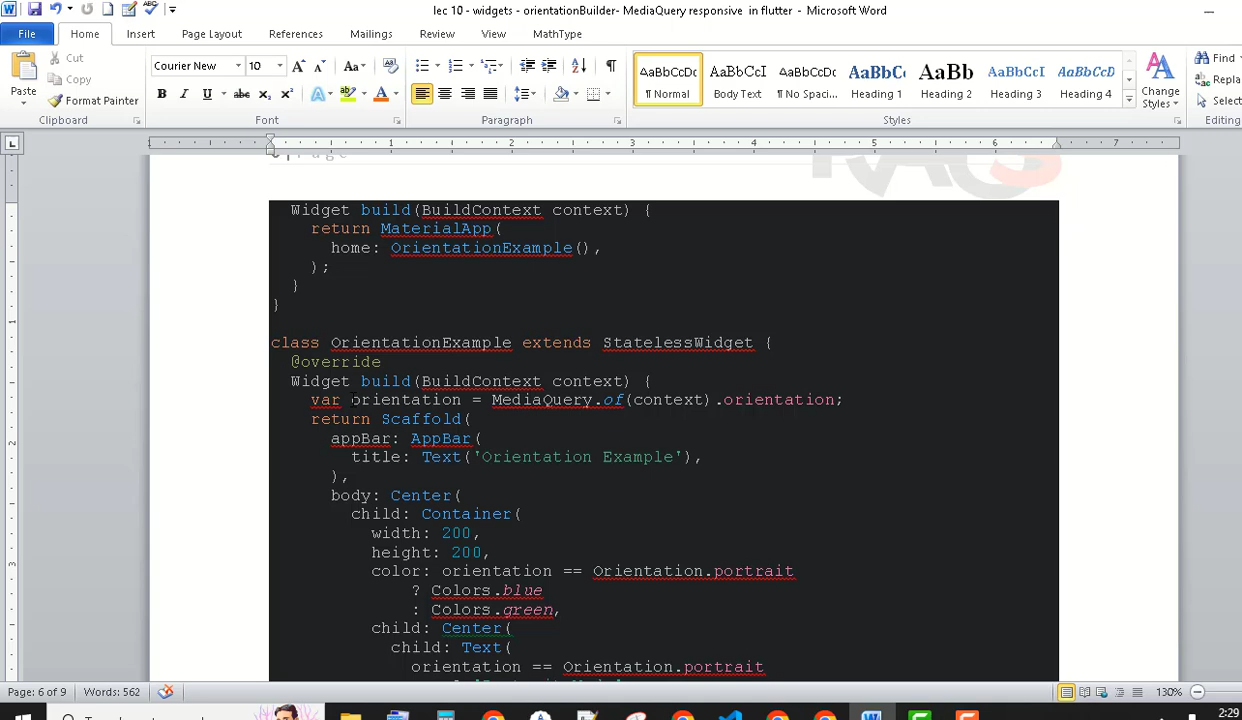 lec 10 - widgets - orientationBuilder- MediaQuery responsive in flutter - Microsoft Word
File Home Insert Page Layout References Mailings Review View MathType
Cut
Copy
Format Painter
Paste
Courier New 10
AaBbCcDc AaBbCcI AaBbCcDc AaBbC AaBb AaBbCcI AaBbCcD
¶ Normal Body Text ¶ No Spaci... Heading 1 Heading 2 Heading 3 Heading 4
Change Styles
Find
Repla
Select
Clipboard Font Paragraph Styles Editing
Widget build(BuildContext context) {
return MaterialApp(
home: OrientationExample(),
);
}
}
class OrientationExample extends StatelessWidget {
@override
Widget build(BuildContext context) {
var orientation = MediaQuery.of(context).orientation;
return Scaffold(
appBar: AppBar(
title: Text('Orientation Example'),
),
body: Center(
child: Container(
width: 200,
height: 200,
color: orientation == Orientation.portrait
? Colors.blue
: Colors.green,
child: Center(
child: Text(
orientation == Orientation.portrait
Page: 6 of 9 Words: 562 130%
2:29